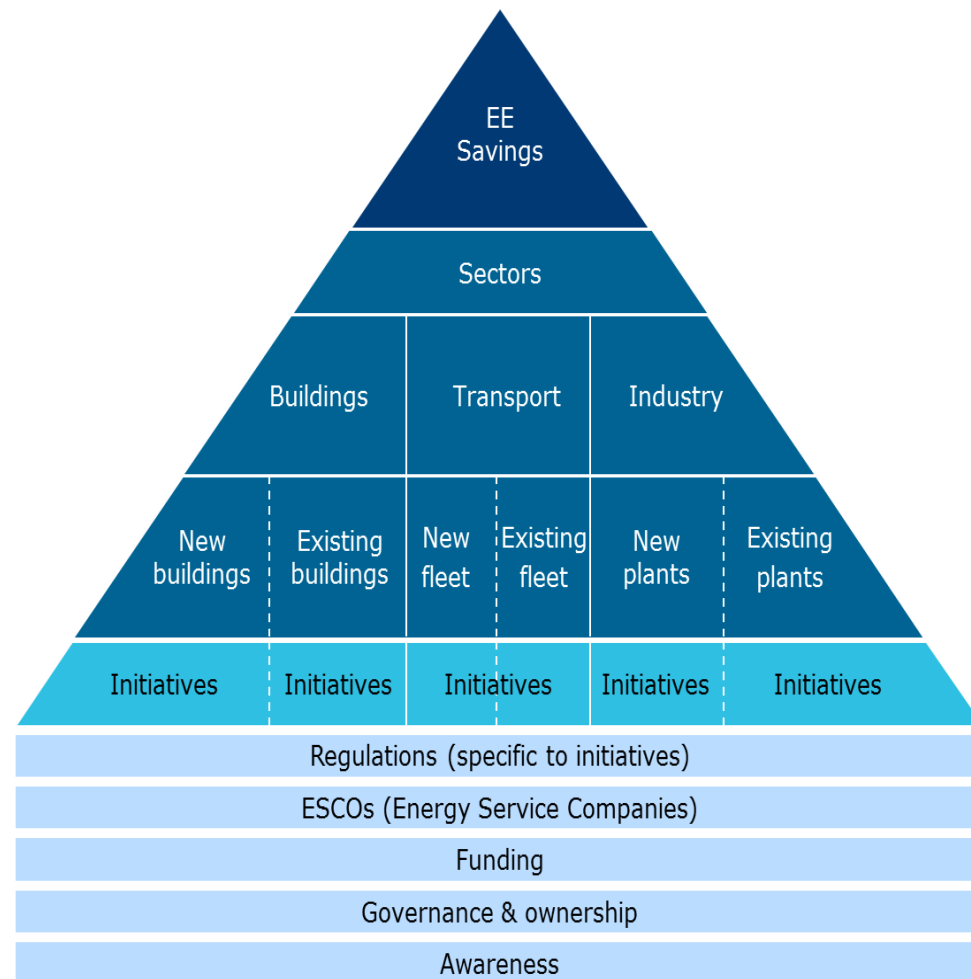 EE
Savings
Sectors
Buildings
Transport
Industry
New
buildings
Existing
buildings
New
fleet
Existing
fleet
New
plants
Existing
plants
Initiatives
Initiatives
Initiatives
Initiatives
Initiatives
Regulations (specific to initiatives)
ESCOs (Energy Service Companies)
Funding
Governance & ownership
Awareness